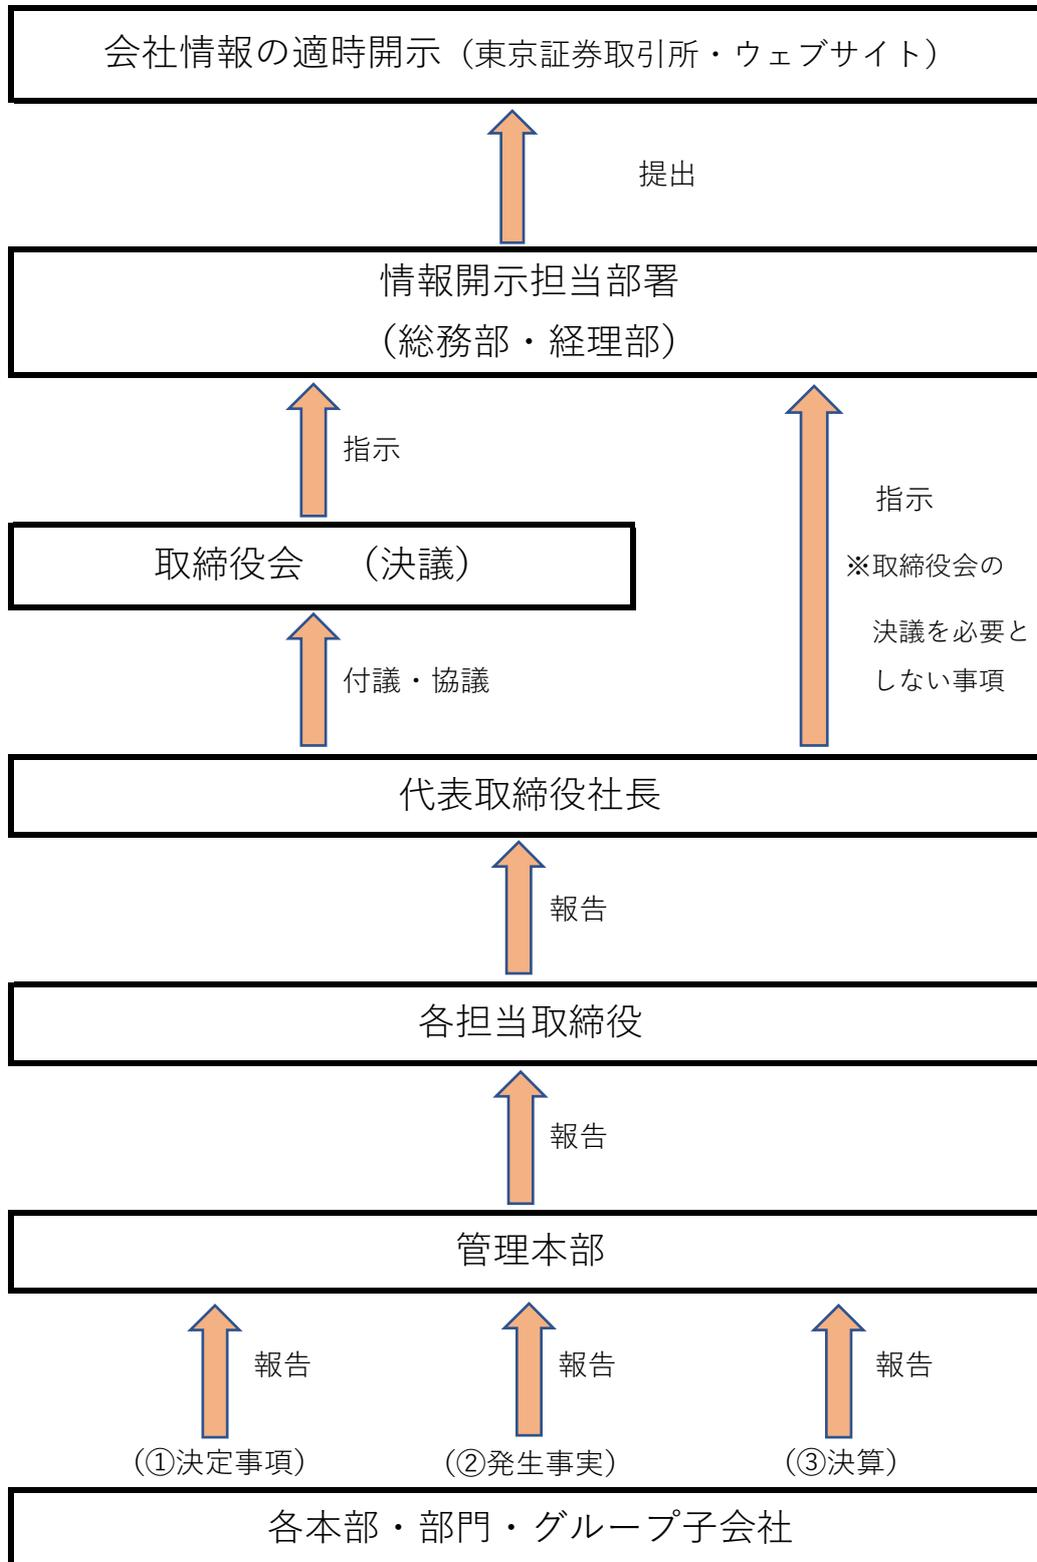 会社情報の適時開示（東京証券取引所・ウェブサイト）
提出
情報開示担当部署
（総務部・経理部）
指示
指示
※取締役会の
決議を必要と
しない事項
取締役会　（決議）
付議・協議
代表取締役社長
報告
各担当取締役
報告
管理本部
報告
報告
報告
（①決定事項）
（②発生事実）
（③決算）
各本部・部門・グループ子会社